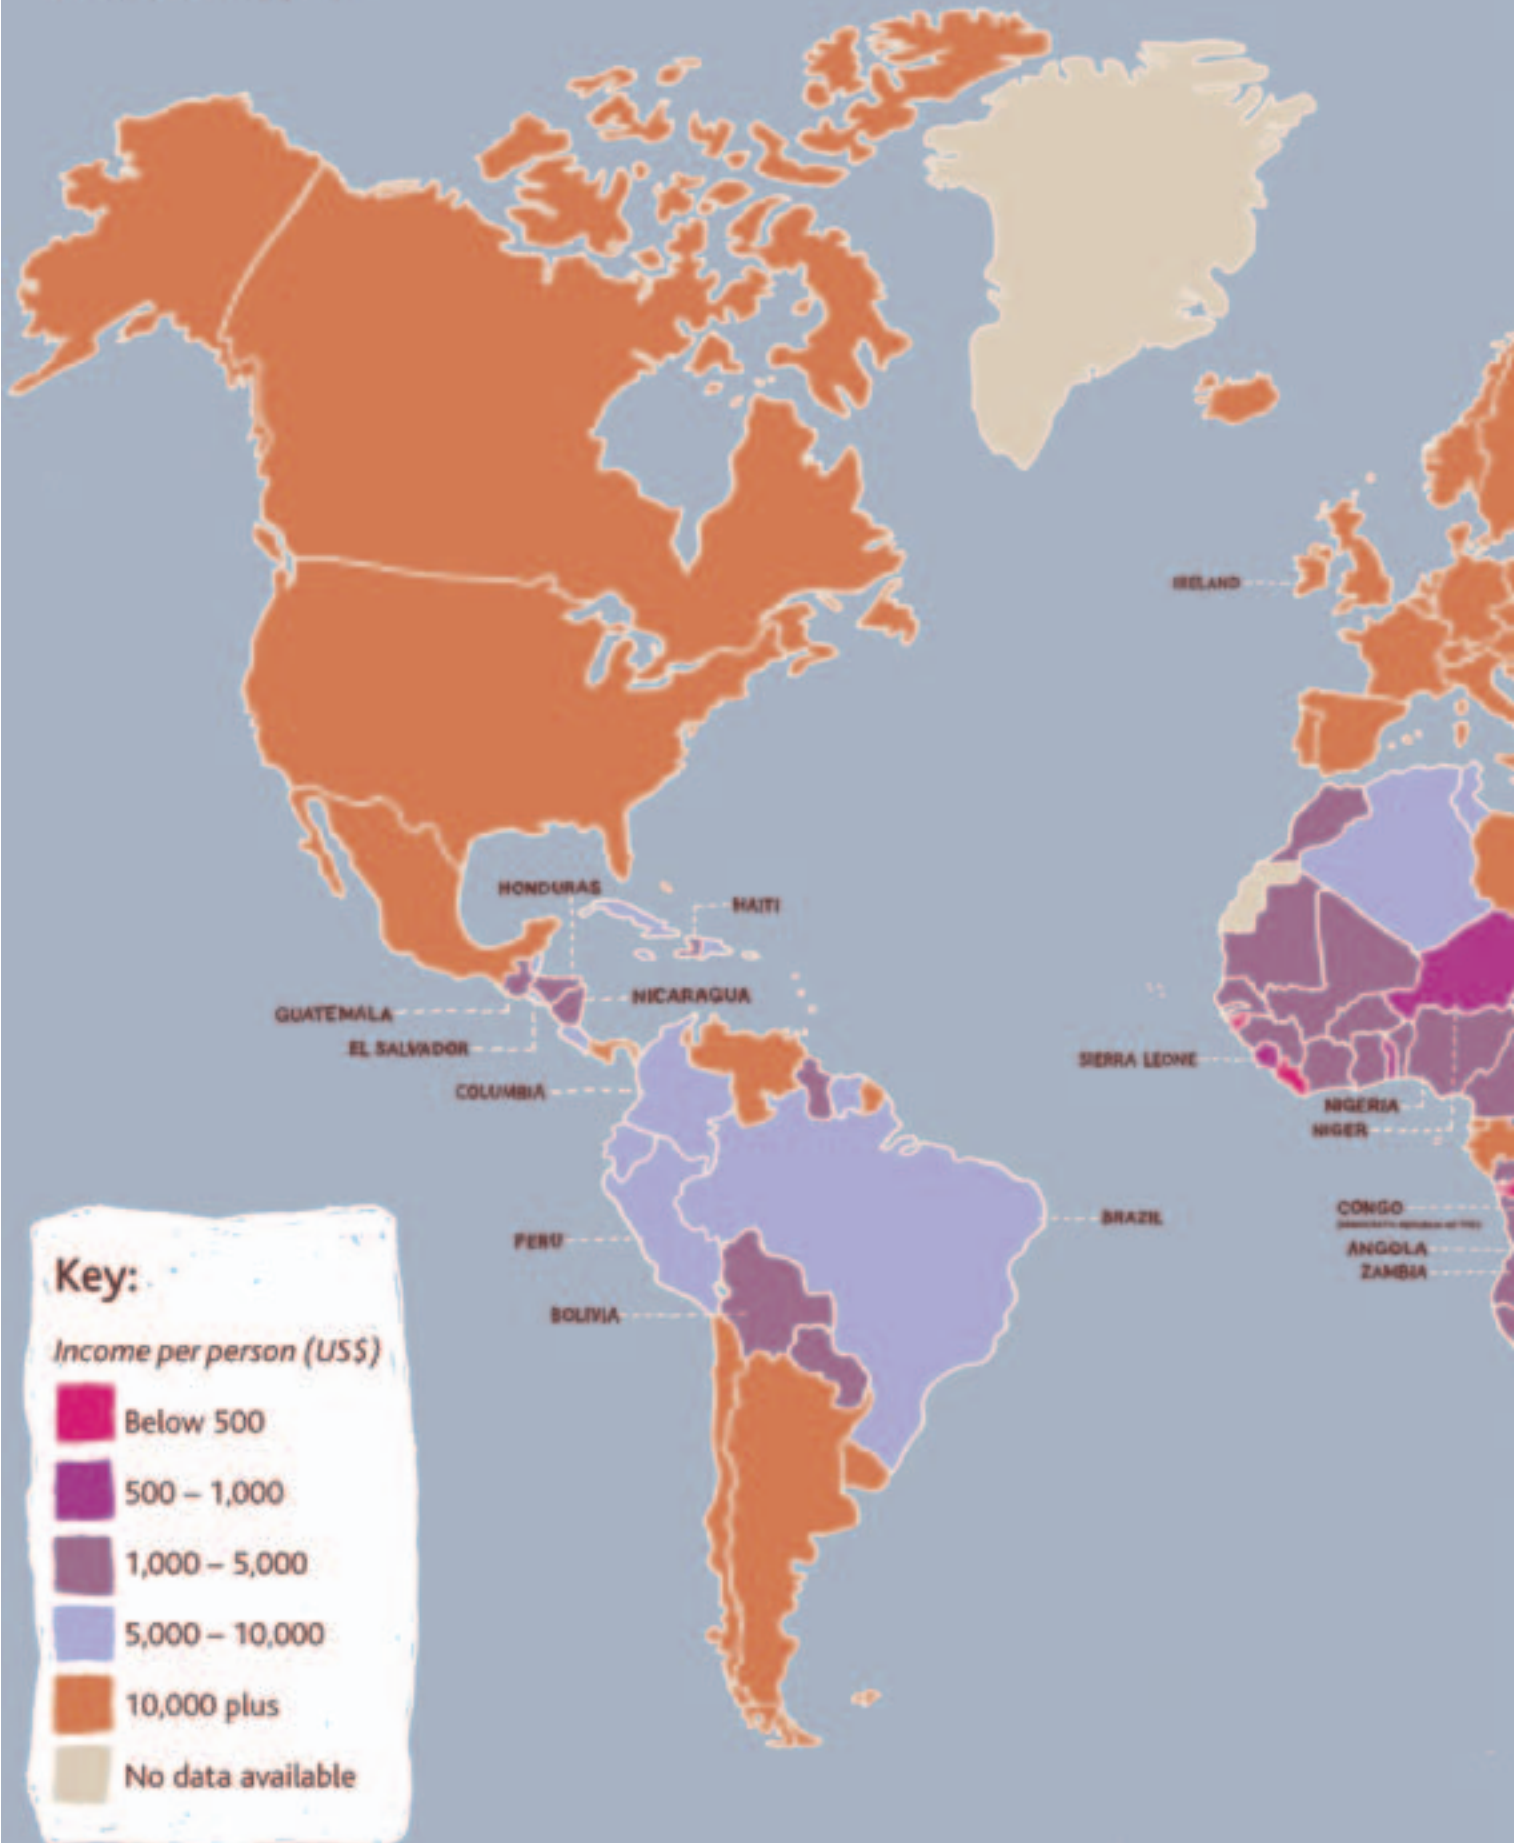 IRELAND
HONDURAS
HAITI
NICARAGUA
GUATEMALA
EL SALVADOR
COLUMBIA
SIERRA LEONE
NIGERIA
NIGER
CONGO
BRAZIL
PERU
ANGOLA
ZAMBIA
BOLIVIA
Key:
Income per person (US$)
Below 500
500 – 1,000
1,000 – 5,000
5,000 – 10,000
10,000 plus
No data available